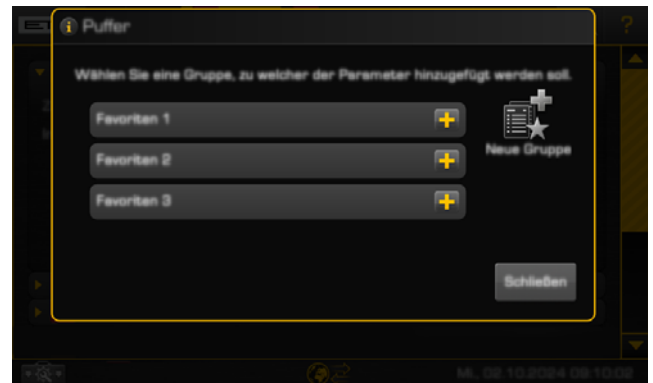 Puffer
?
Wählen Sie eine Gruppe, zu welcher der Parameter hinzugefügt werden soll.
Favoriten 1
Favoriten 2
Neue Gruppe
Favoriten 3
Schließen
Mi., 02.10.2024 09:10:02